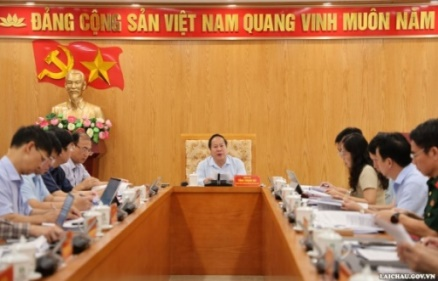 ĐẢNG CỘNG SẢN VIỆT NAM QUANG VINH MUÔN NĂM
LAICHAU.GOV.VN